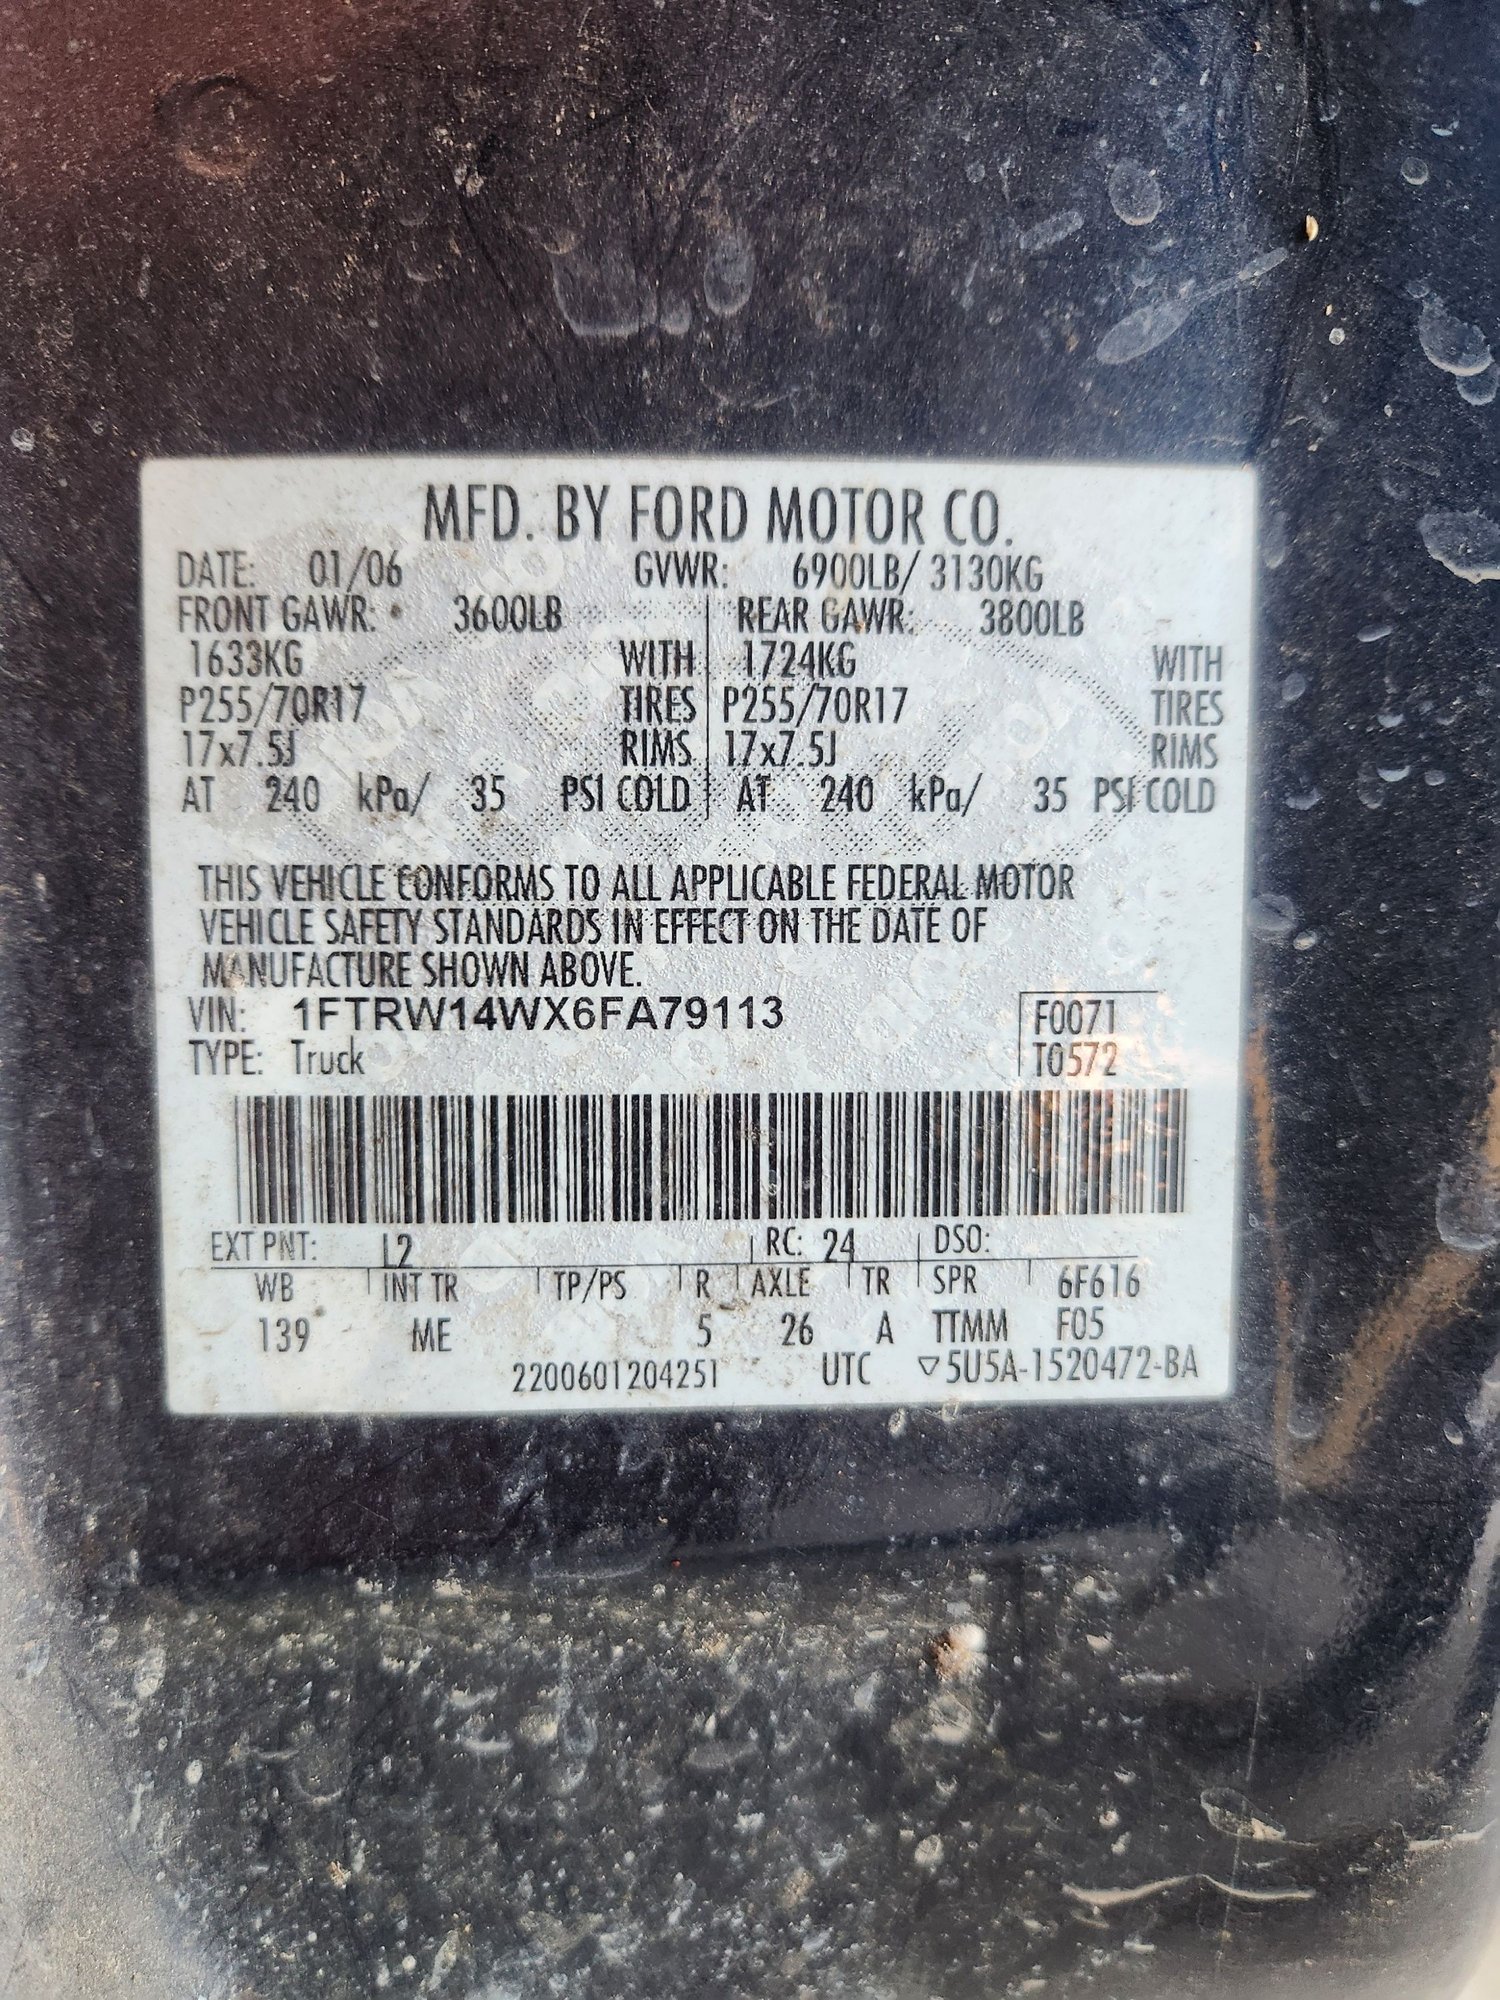 MFD. BY FORD MOTOR CO.
DATE: 01/06 GVWR: 6900LB/ 3130KG
FRONT GAWR: 3600LB REAR GAWR: 3800LB
1633KG WITH 1724KG WITH
P255/70R17 TIRES P255/70R17 TIRES
17x7.5J RIMS 17x7.5J RIMS
AT 240 kPa/ 35 PSI COLD AT 240 kPa/ 35 PSI COLD
THIS VEHICLE CONFORMS TO ALL APPLICABLE FEDERAL MOTOR
VEHICLE SAFETY STANDARDS IN EFFECT ON THE DATE OF
MANUFACTURE SHOWN ABOVE.
VIN: 1FTRW14WX6FA79113 F0071
TYPE: Truck T0572
EXT PNT: L2 RC: 24 DSO:
WB INT TR TP/PS R AXLE TR SPR 6F616
139 ME 5 26 A TTMM F05
2200601204251 UTC ▽5U5A-1520472-BA